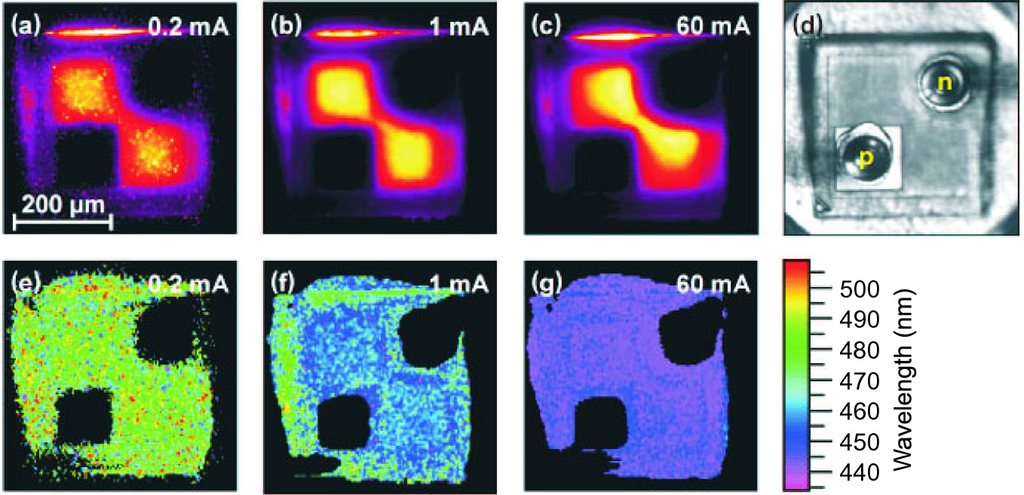 (a) 0.2 mA
(b) 1 mA
(c) 60 mA
(d)
n
p
200 µm
(e) 0.2 mA
(f) 1 mA
(g) 60 mA
500
490
480
470
460
450
440
Wavelength (nm)